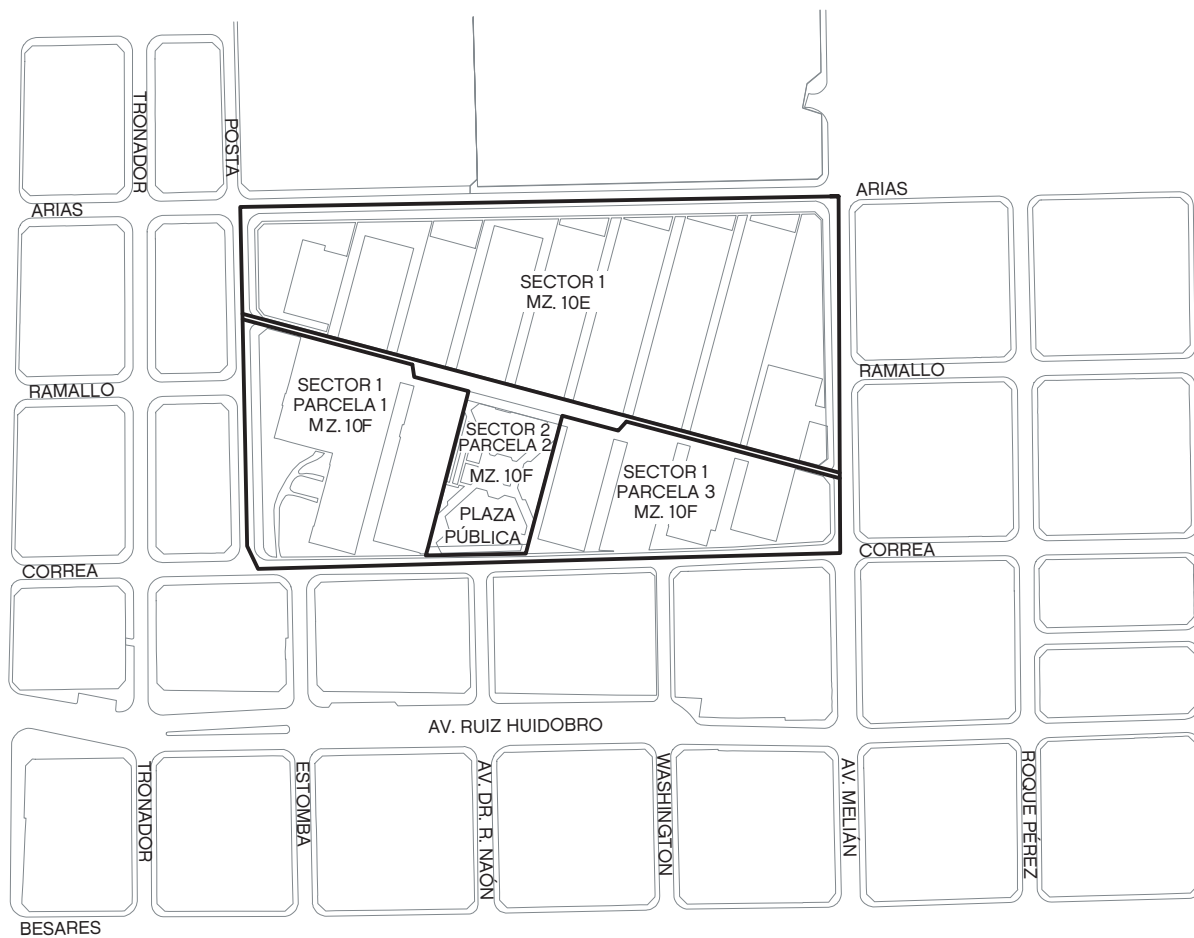 TRONADOR
POSTA
ARIAS
ARIAS
SECTOR 1
MZ. 10E
RAMALLO
RAMALLO
SECTOR 1
PARCELA 1
MZ. 10F
SECTOR 2
PARCELA 2
MZ. 10F
PLAZA
PÚBLICA
SECTOR 1
PARCELA 3
MZ. 10F
CORREA
CORREA
AV. RUIZ HUIDOBRO
TRONADOR
ESTOMBA
AV. DR. R. NAÓN
WASHINGTON
AV. MELIÁN
ROQUE PÉREZ
BESARES